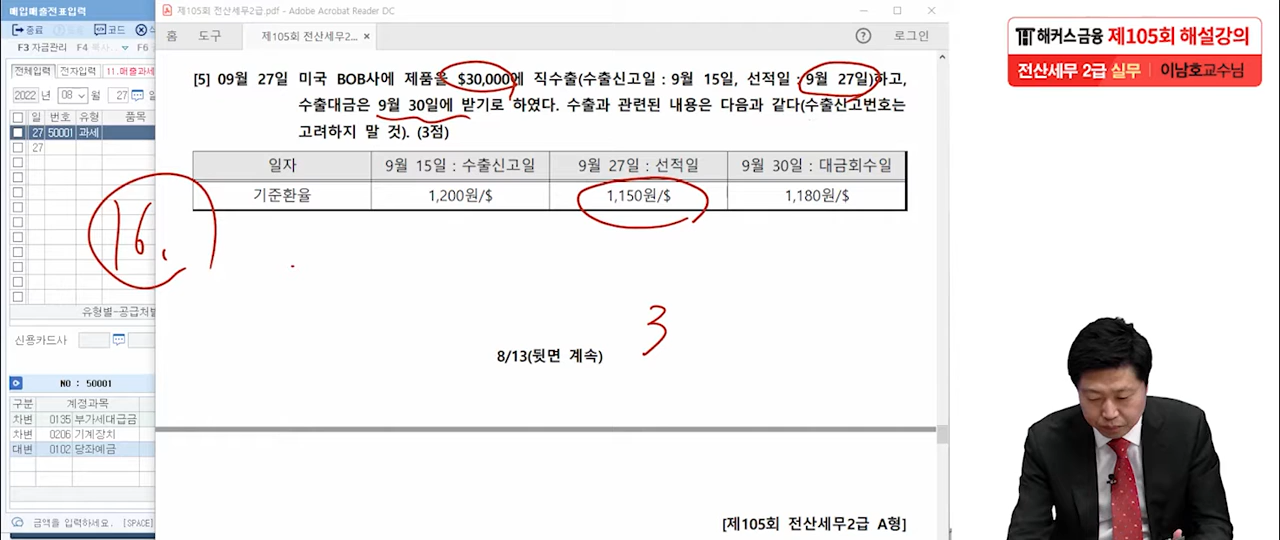 매입매출전표입력
제105회 전산세무2급.pdf - Adobe Acrobat Reader DC
종료
코드
F3 자금관리
F4
F6
홈
도구
제105회 전산세무2...
로그인
전체입력
전자입력
11.매출과세
2022 년 08 월 27
일 번호 유형 품목
27 50001 과세
27
[5] 09월 27일 미국 BOB사에 제품을 $30,000에 직수출(수출신고일 : 9월 15일, 선적일 : 9월 27일)하고,
수출대금은 9월 30일에 받기로 하였다. 수출과 관련된 내용은 다음과 같다(수출신고번호는
고려하지 말 것). (3점)
일자 9월 15일 : 수출신고일 9월 27일 : 선적일 9월 30일 : 대금회수일
기준환율 1,200원/$ 1,150원/$ 1,180원/$
16.
3
유형별-공급처별
신용카드사
8/13(뒷면 계속)
NO : 50001
구분 계정과목
차변 0135 부가세대급금
차변 0206 기계장치
대변 0102 당좌예금
금액을 입력하세요. [SPACE]
[제105회 전산세무2급 A형]
해커스금융 제105회 해설강의
전산세무 2급 실무 이남호교수님